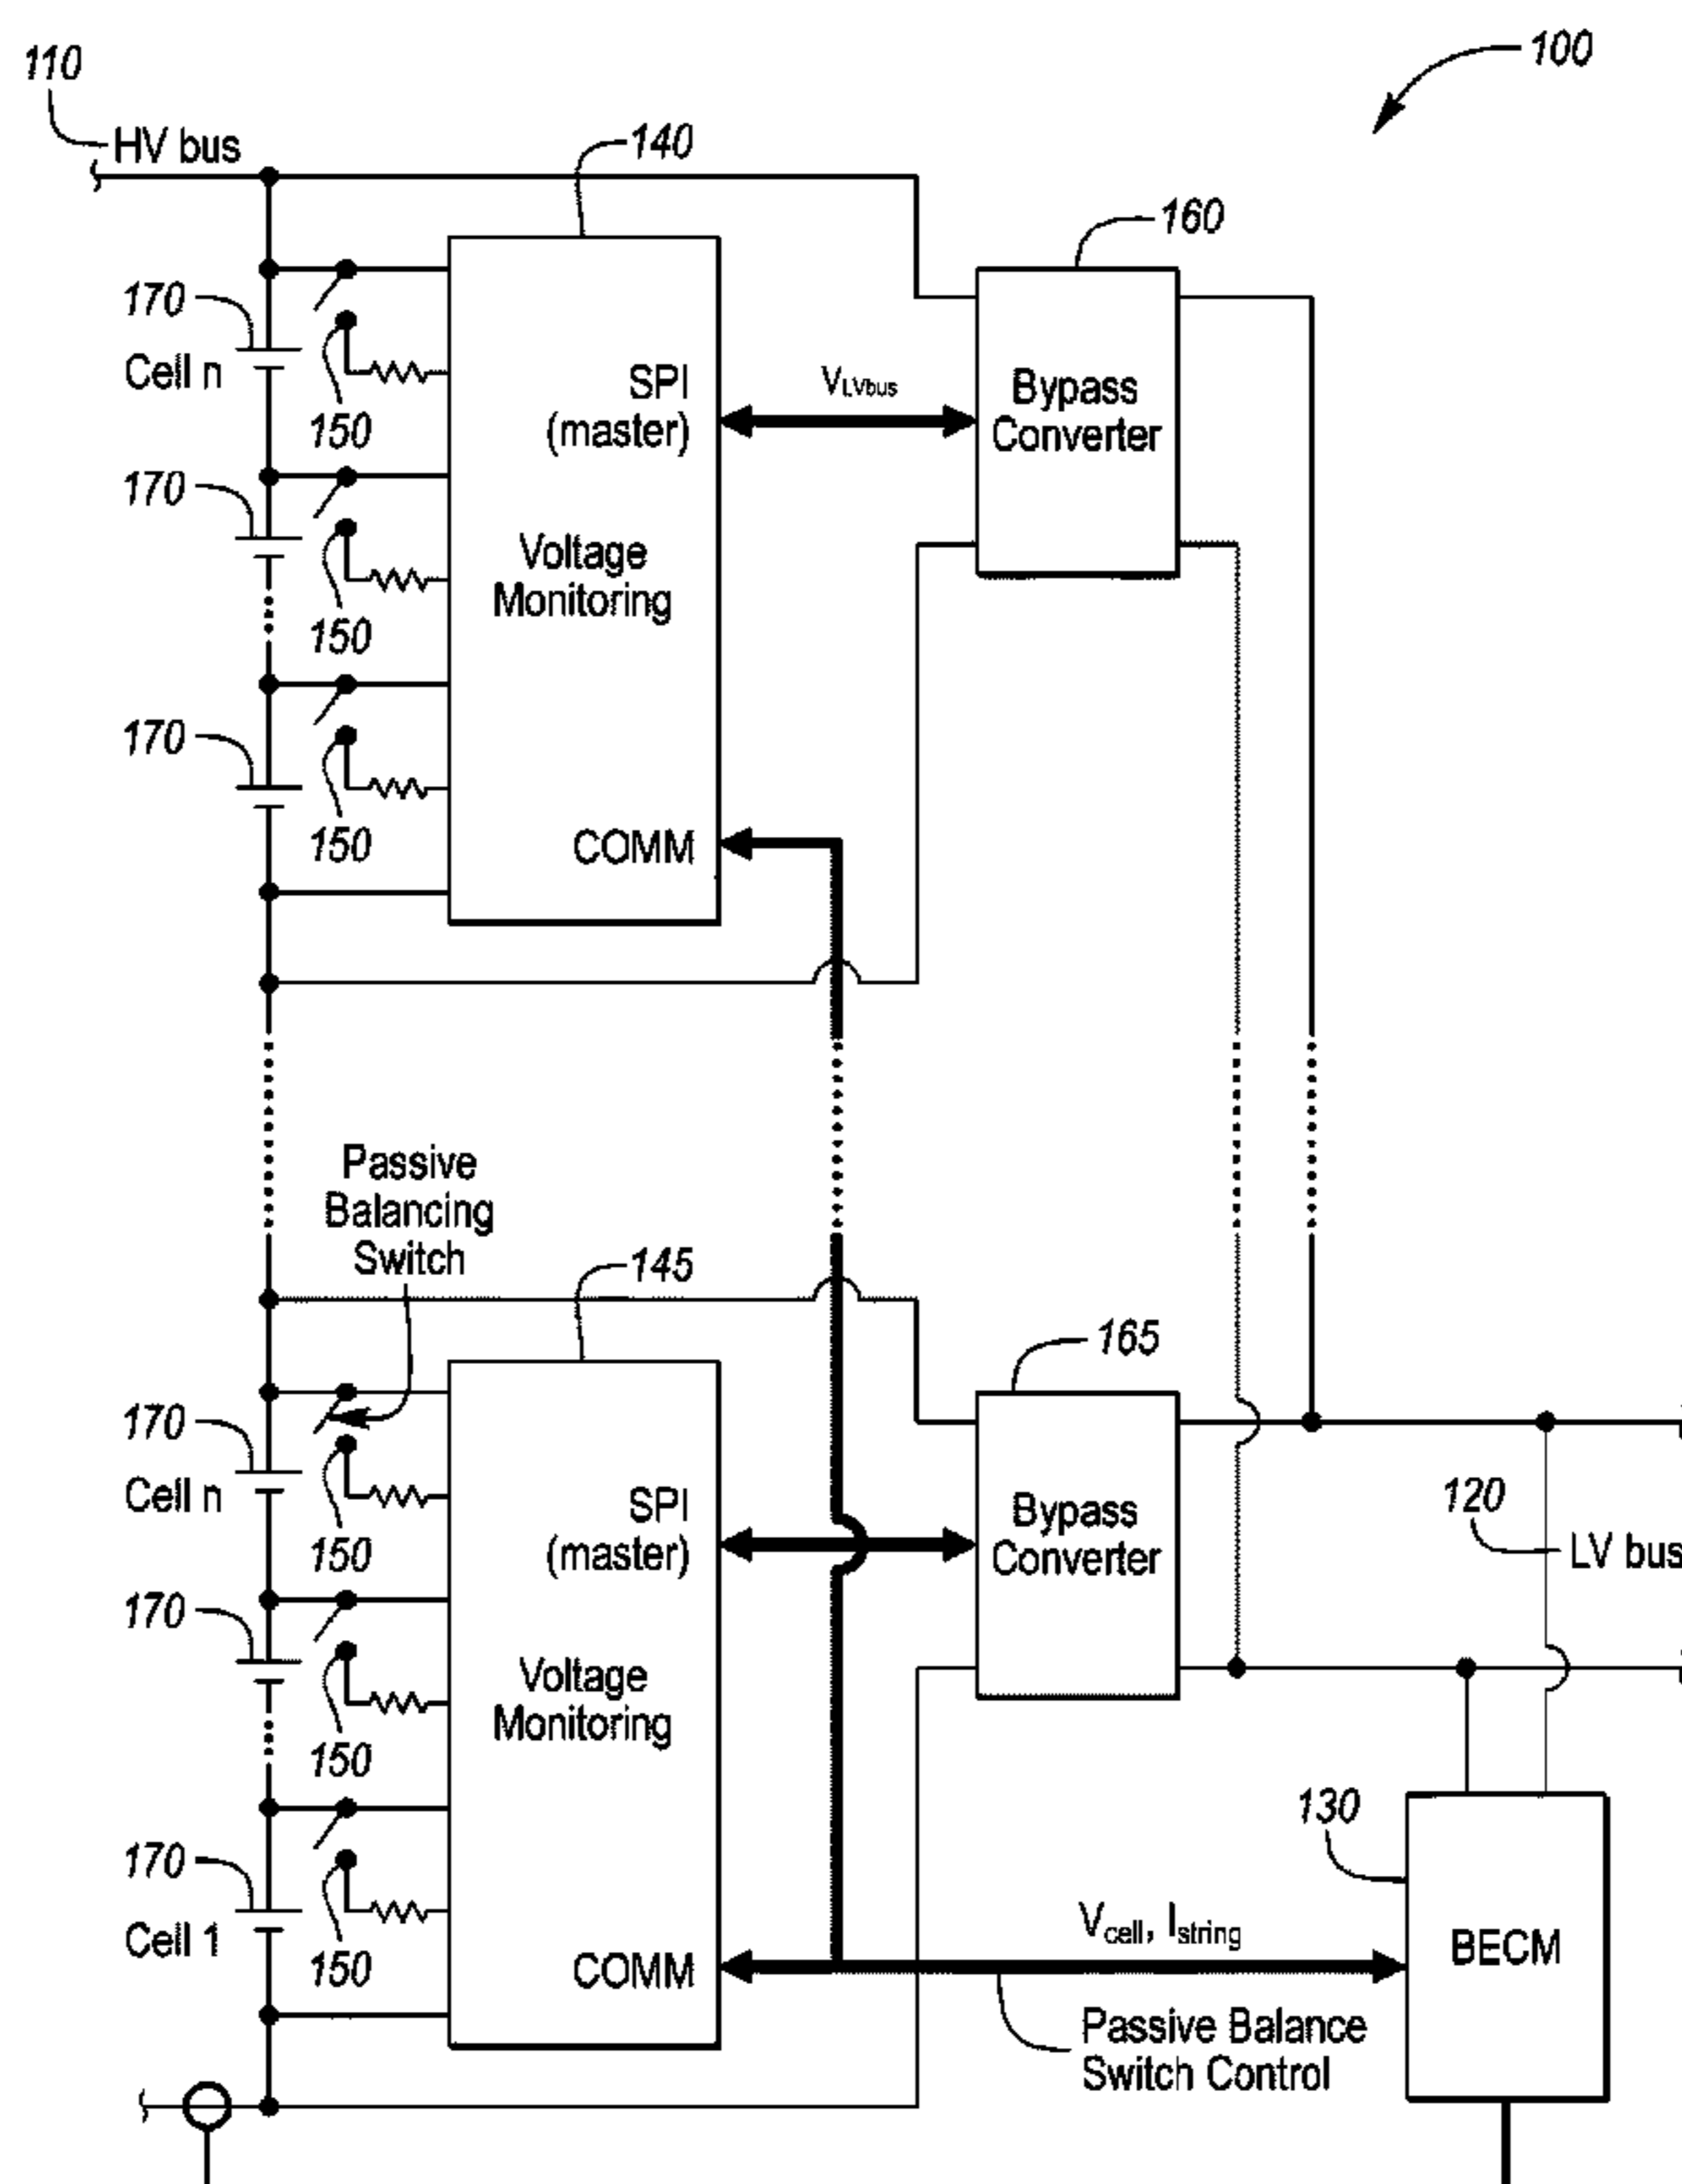 110
HV bus
100
140
160
170
Cell n
150
SPI
(master)
VLVbus
Bypass
Converter
170
150
Voltage
Monitoring
170
150
COMM
Passive
Balancing
Switch
145
165
170
Cell n
150
SPI
(master)
Bypass
Converter
120
LV bus
170
150
Voltage
Monitoring
130
170
Cell 1
150
COMM
Vcell, Istring
BECM
Passive Balance
Switch Control